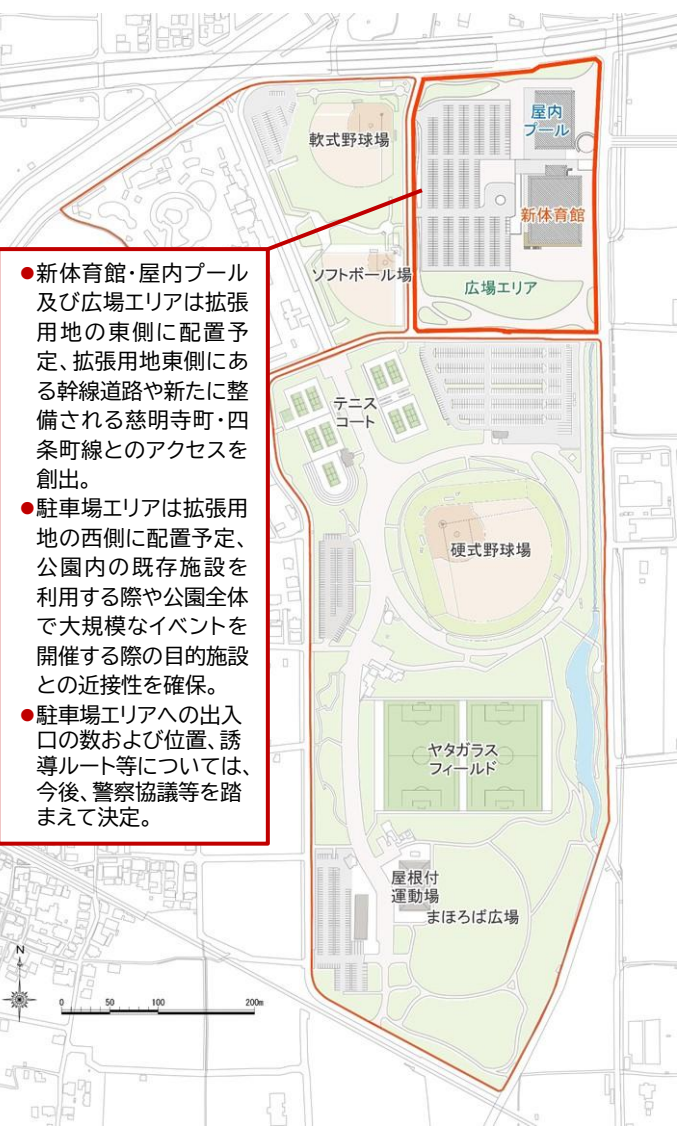 屋内
プール
軟式野球場
新体育館
ソフトボール場
広場エリア
●新体育館・屋内プール
及び広場エリアは拡張
用地の東側に配置予
定、拡張用地東側にあ
る幹線道路や新たに整
備される慈明寺町・四
条町線とのアクセスを
創出。
●駐車場エリアは拡張用
地の西側に配置予定、
公園内の既存施設を
利用する際や公園全体
で大規模なイベントを
開催する際の目的施設
との近接性を確保。
●駐車場エリアへの出入
口の数および位置、誘
導ルート等については、
今後、警察協議等を踏
まえて決定。
テニス
コート
硬式野球場
ヤタガラス
フィールド
屋根付
運動場
まほろば広場
N
0 50 100 200m